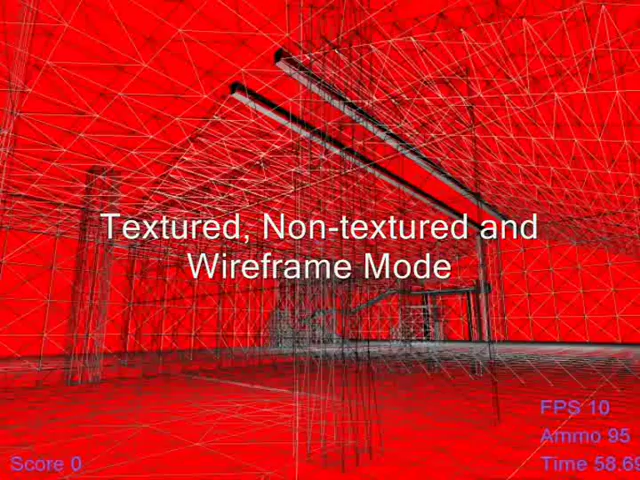 Textured, Non-textured and
Wireframe Mode
FPS 10
Ammo 95
Score 0
Time 58.69